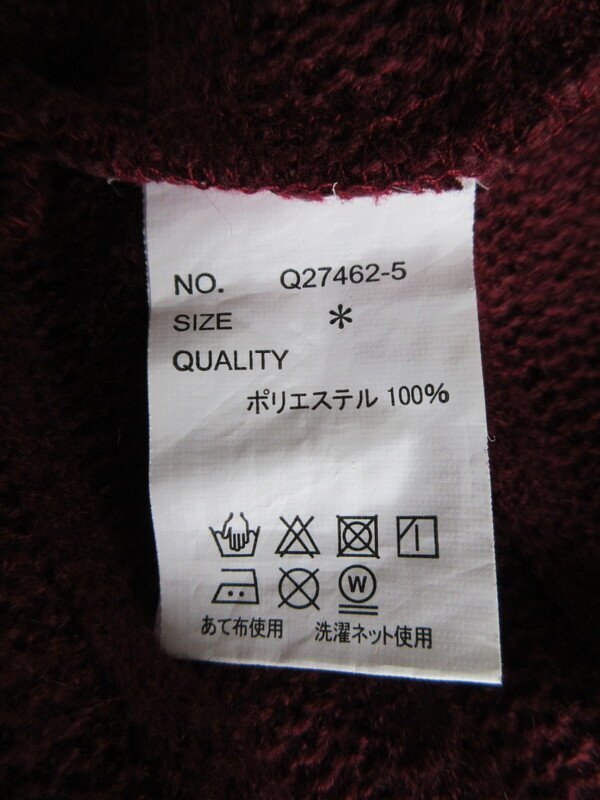 NO. Q27462-5
SIZE *
QUALITY
ポリエステル 100%
W
あて布使用 洗濯ネット使用